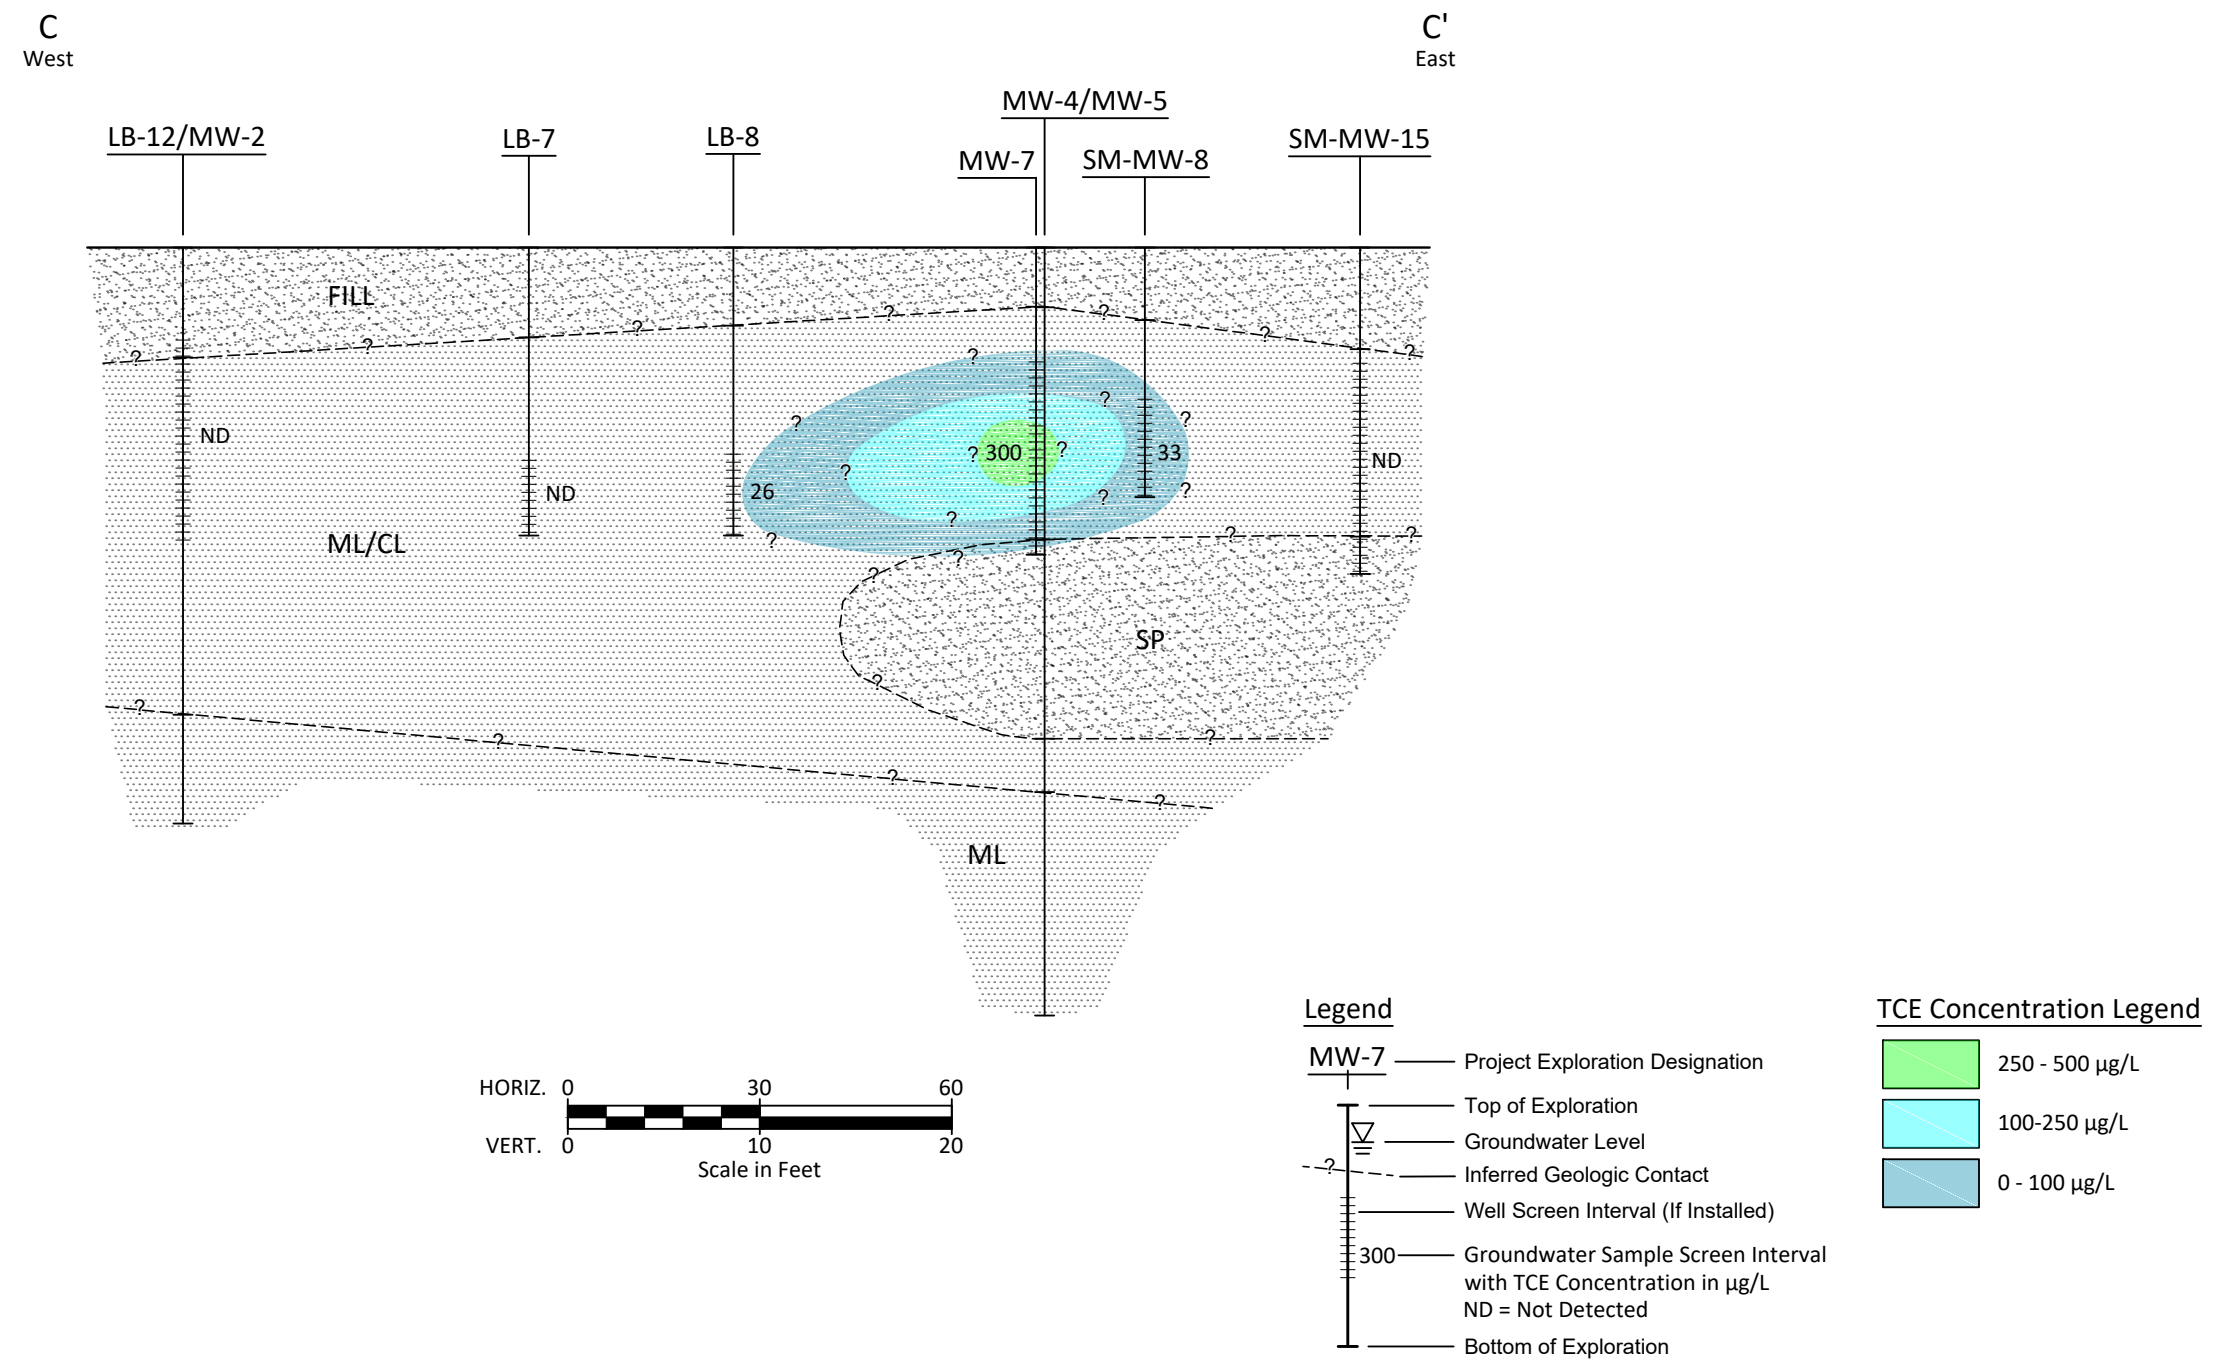 C
West
C'
East
MW-4/MW-5
LB-12/MW-2
LB-7
LB-8
SM-MW-15
MW-7
SM-MW-8
FILL
?
?
?
?
?
?
?
?
?
?
?
?
ND
300
?
?
33
ND
?
?
26
ND
?
?
?
?
ML/CL
?
?
?
?
?
SP
?
?
?
?
?
?
ML
Legend
MW-7
Project Exploration Designation
Top of Exploration
Groundwater Level
?
Inferred Geologic Contact
Well Screen Interval (If Installed)
300
Groundwater Sample Screen Interval
with TCE Concentration in µg/L
ND = Not Detected
Bottom of Exploration
TCE Concentration Legend
250 - 500 µg/L
100-250 µg/L
0 - 100 µg/L
HORIZ. 0 30 60
VERT. 0 10 20
Scale in Feet